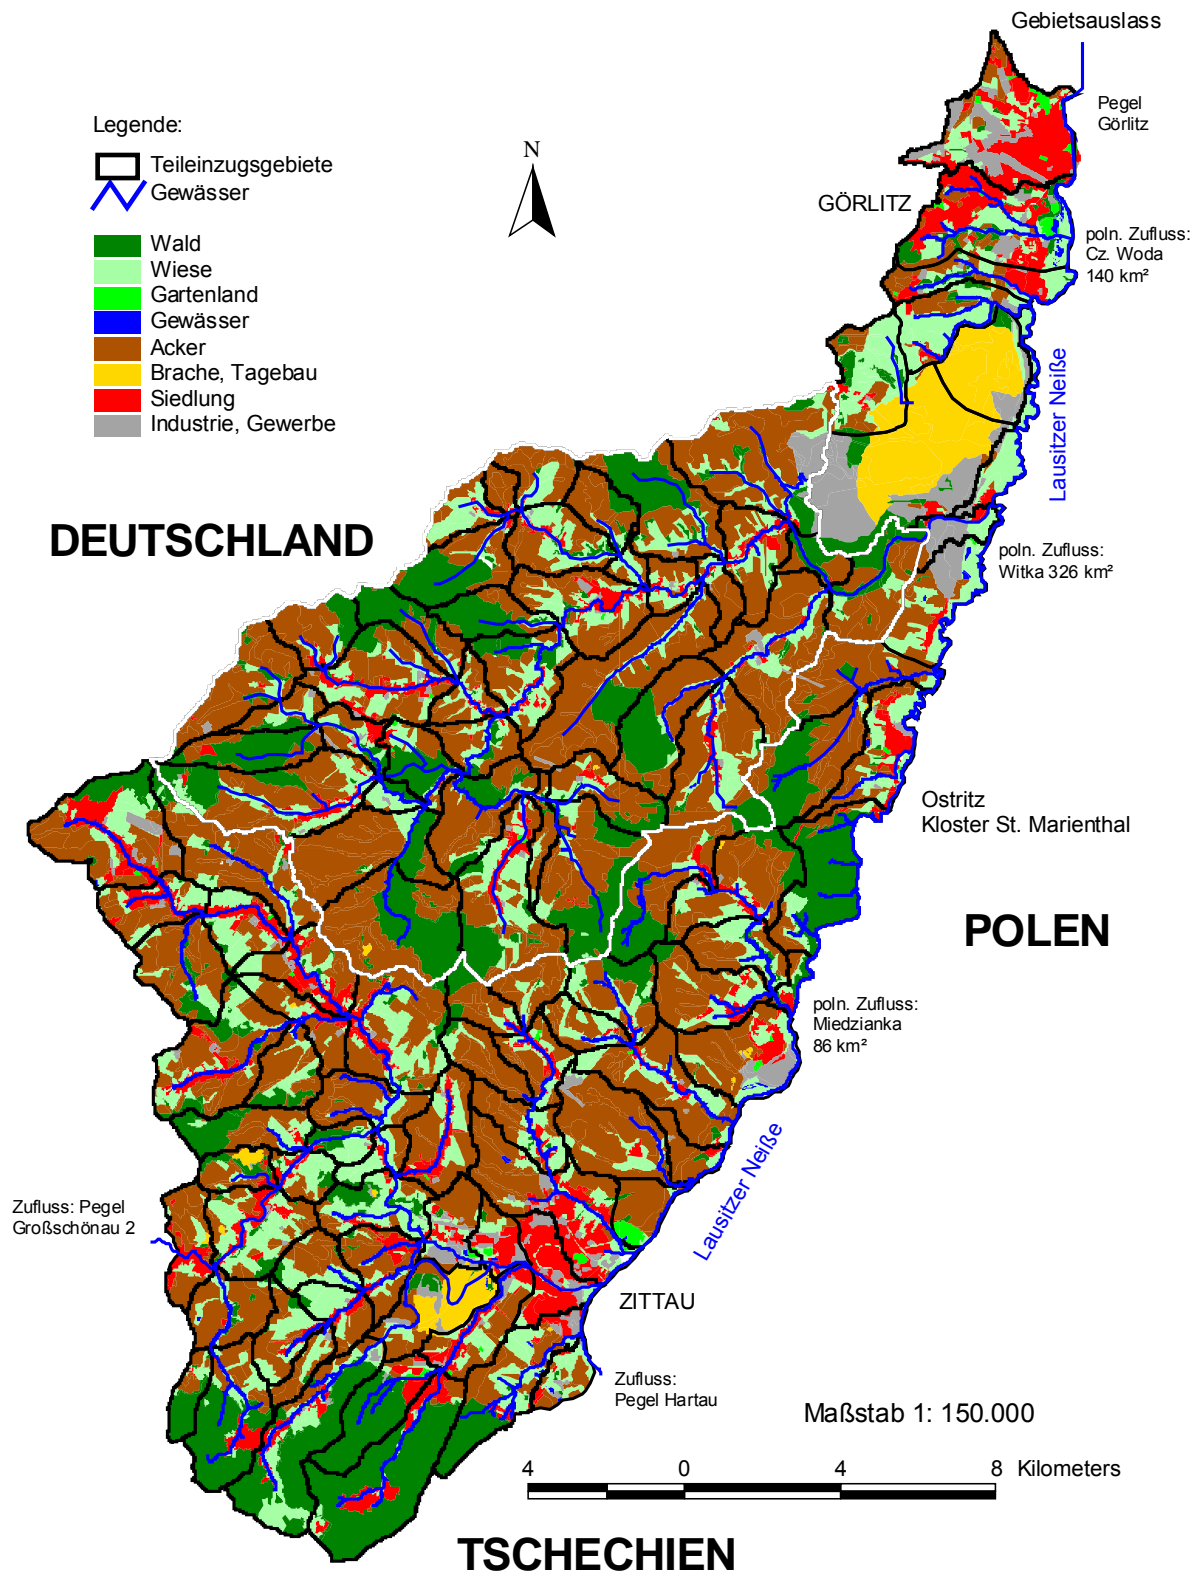 Gebietsauslass
Pegel
Görlitz
Legende:
Teileinzugsgebiete
Gewässer
Wald
Wiese
Gartenland
Gewässer
Acker
Brache, Tagebau
Siedlung
Industrie, Gewerbe
N
GÖRLITZ
poln. Zufluss:
Cz. Woda
140 km²
Lausitzer Neiße
DEUTSCHLAND
poln. Zufluss:
Witka 326 km²
Ostritz
Kloster St. Marienthal
POLEN
poln. Zufluss:
Miedzianka
86 km²
Lausitzer Neiße
Zufluss: Pegel
Großschönau 2
ZITTAU
Zufluss:
Pegel Hartau
Maßstab 1: 150.000
4 0 4 8 Kilometers
TSCHECHIEN